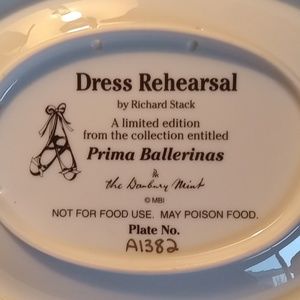 Dress Rehearsal
by Richard Stack
A limited edition
from the collection entitled
Prima Ballerinas
the Danbury Mint
© MBI
NOT FOR FOOD USE. MAY POISON FOOD.
Plate No.
A1382